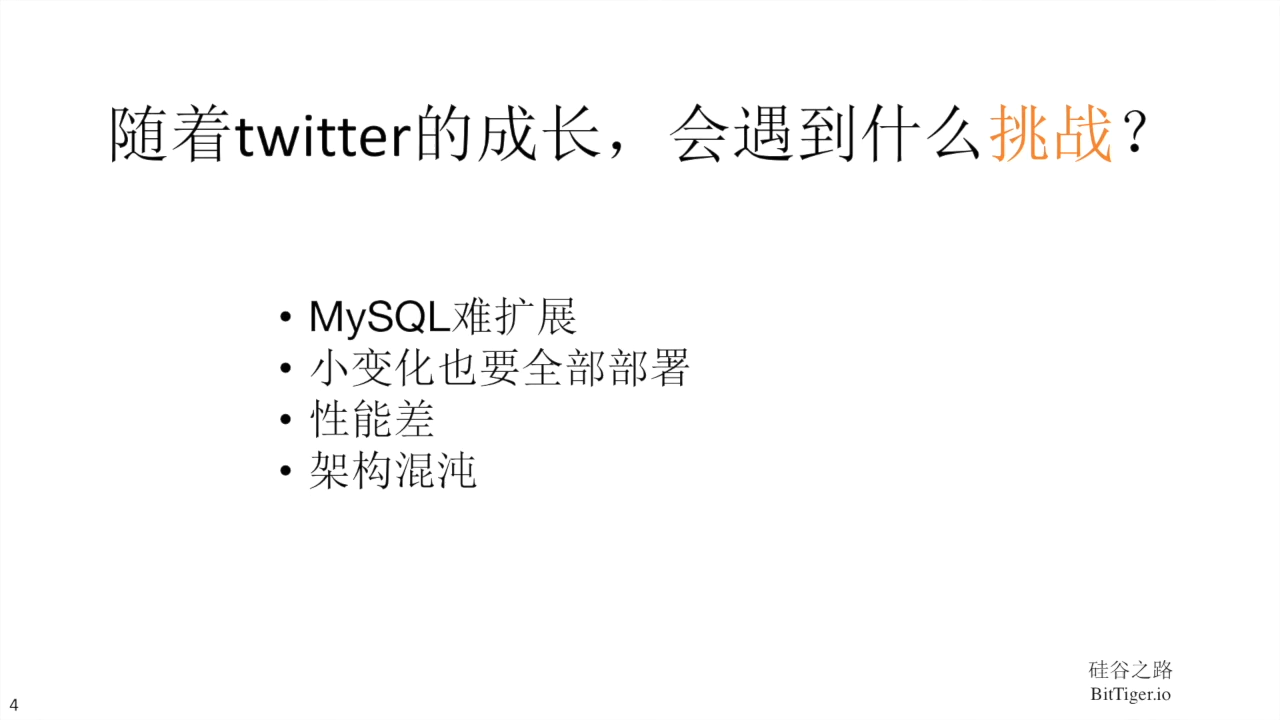 随着twitter的成长，会遇到什么挑战？
• MySQL难扩展
• 小变化也要全部部署
• 性能差
• 架构混沌
硅谷之路
BitTiger.io
4